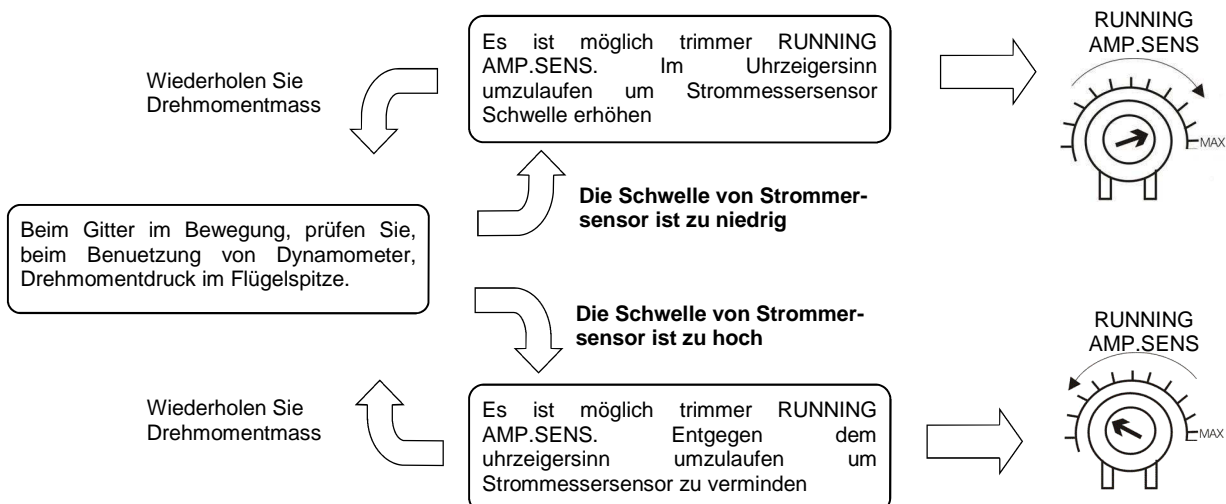 Wiederholen Sie
Drehmomentmass
Es ist möglich trimmer RUNNING
AMP.SENS. Im Uhrzeigersinn
umzulaufen um Strommessersensor
Schwelle erhöhen
RUNNING
AMP.SENS
MAX
Die Schwelle von Strommer-
sensor ist zu niedrig
Beim Gitter im Bewegung, prüfen Sie,
beim Benuetzung von Dynamometer,
Drehmomentdruck im Flügelspitze.
Die Schwelle von Strommer-
sensor ist zu hoch
Wiederholen Sie
Drehmomentmass
Es ist möglich trimmer RUNNING
AMP.SENS. Entgegen dem
uhrzeigersinn umzulaufen um
Strommessersensor zu verminden
RUNNING
AMP.SENS
MAX